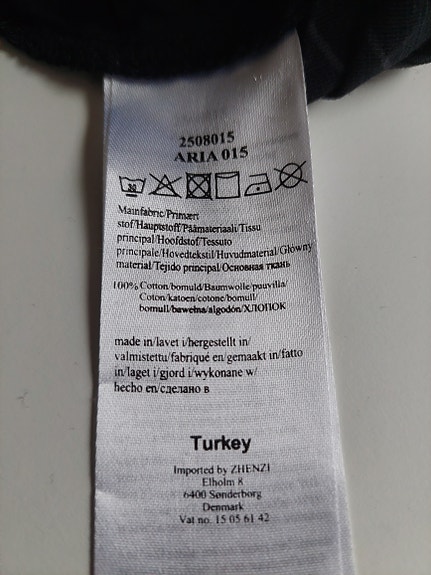 2508015
ARIA 015
30
Mainfabric/Primært
stof/Hauptstoff/Päämateriaali/Tissu
principal/Hoofdstof/Tessuto
principale/Hovedtekstil/Huvudmaterial/Glowny
material/Tejido principal/Основная ткань
100% Cotton/bomuld/Baumwolle/puuvilla/
Coton/katoen/cotone/bomull/
bomull/bawełna/algodón/ХЛОПОК
made in/lavet i/hergestellt in/
valmistettu/fabriqué en/gemaakt in/fatto
in/laget i/gjord i/wykonane w/
hecho en/сделано в
Turkey
Imported by ZHENZI
Elholm 8
6400 Sønderborg
Denmark
Vat no. 15 05 61 42